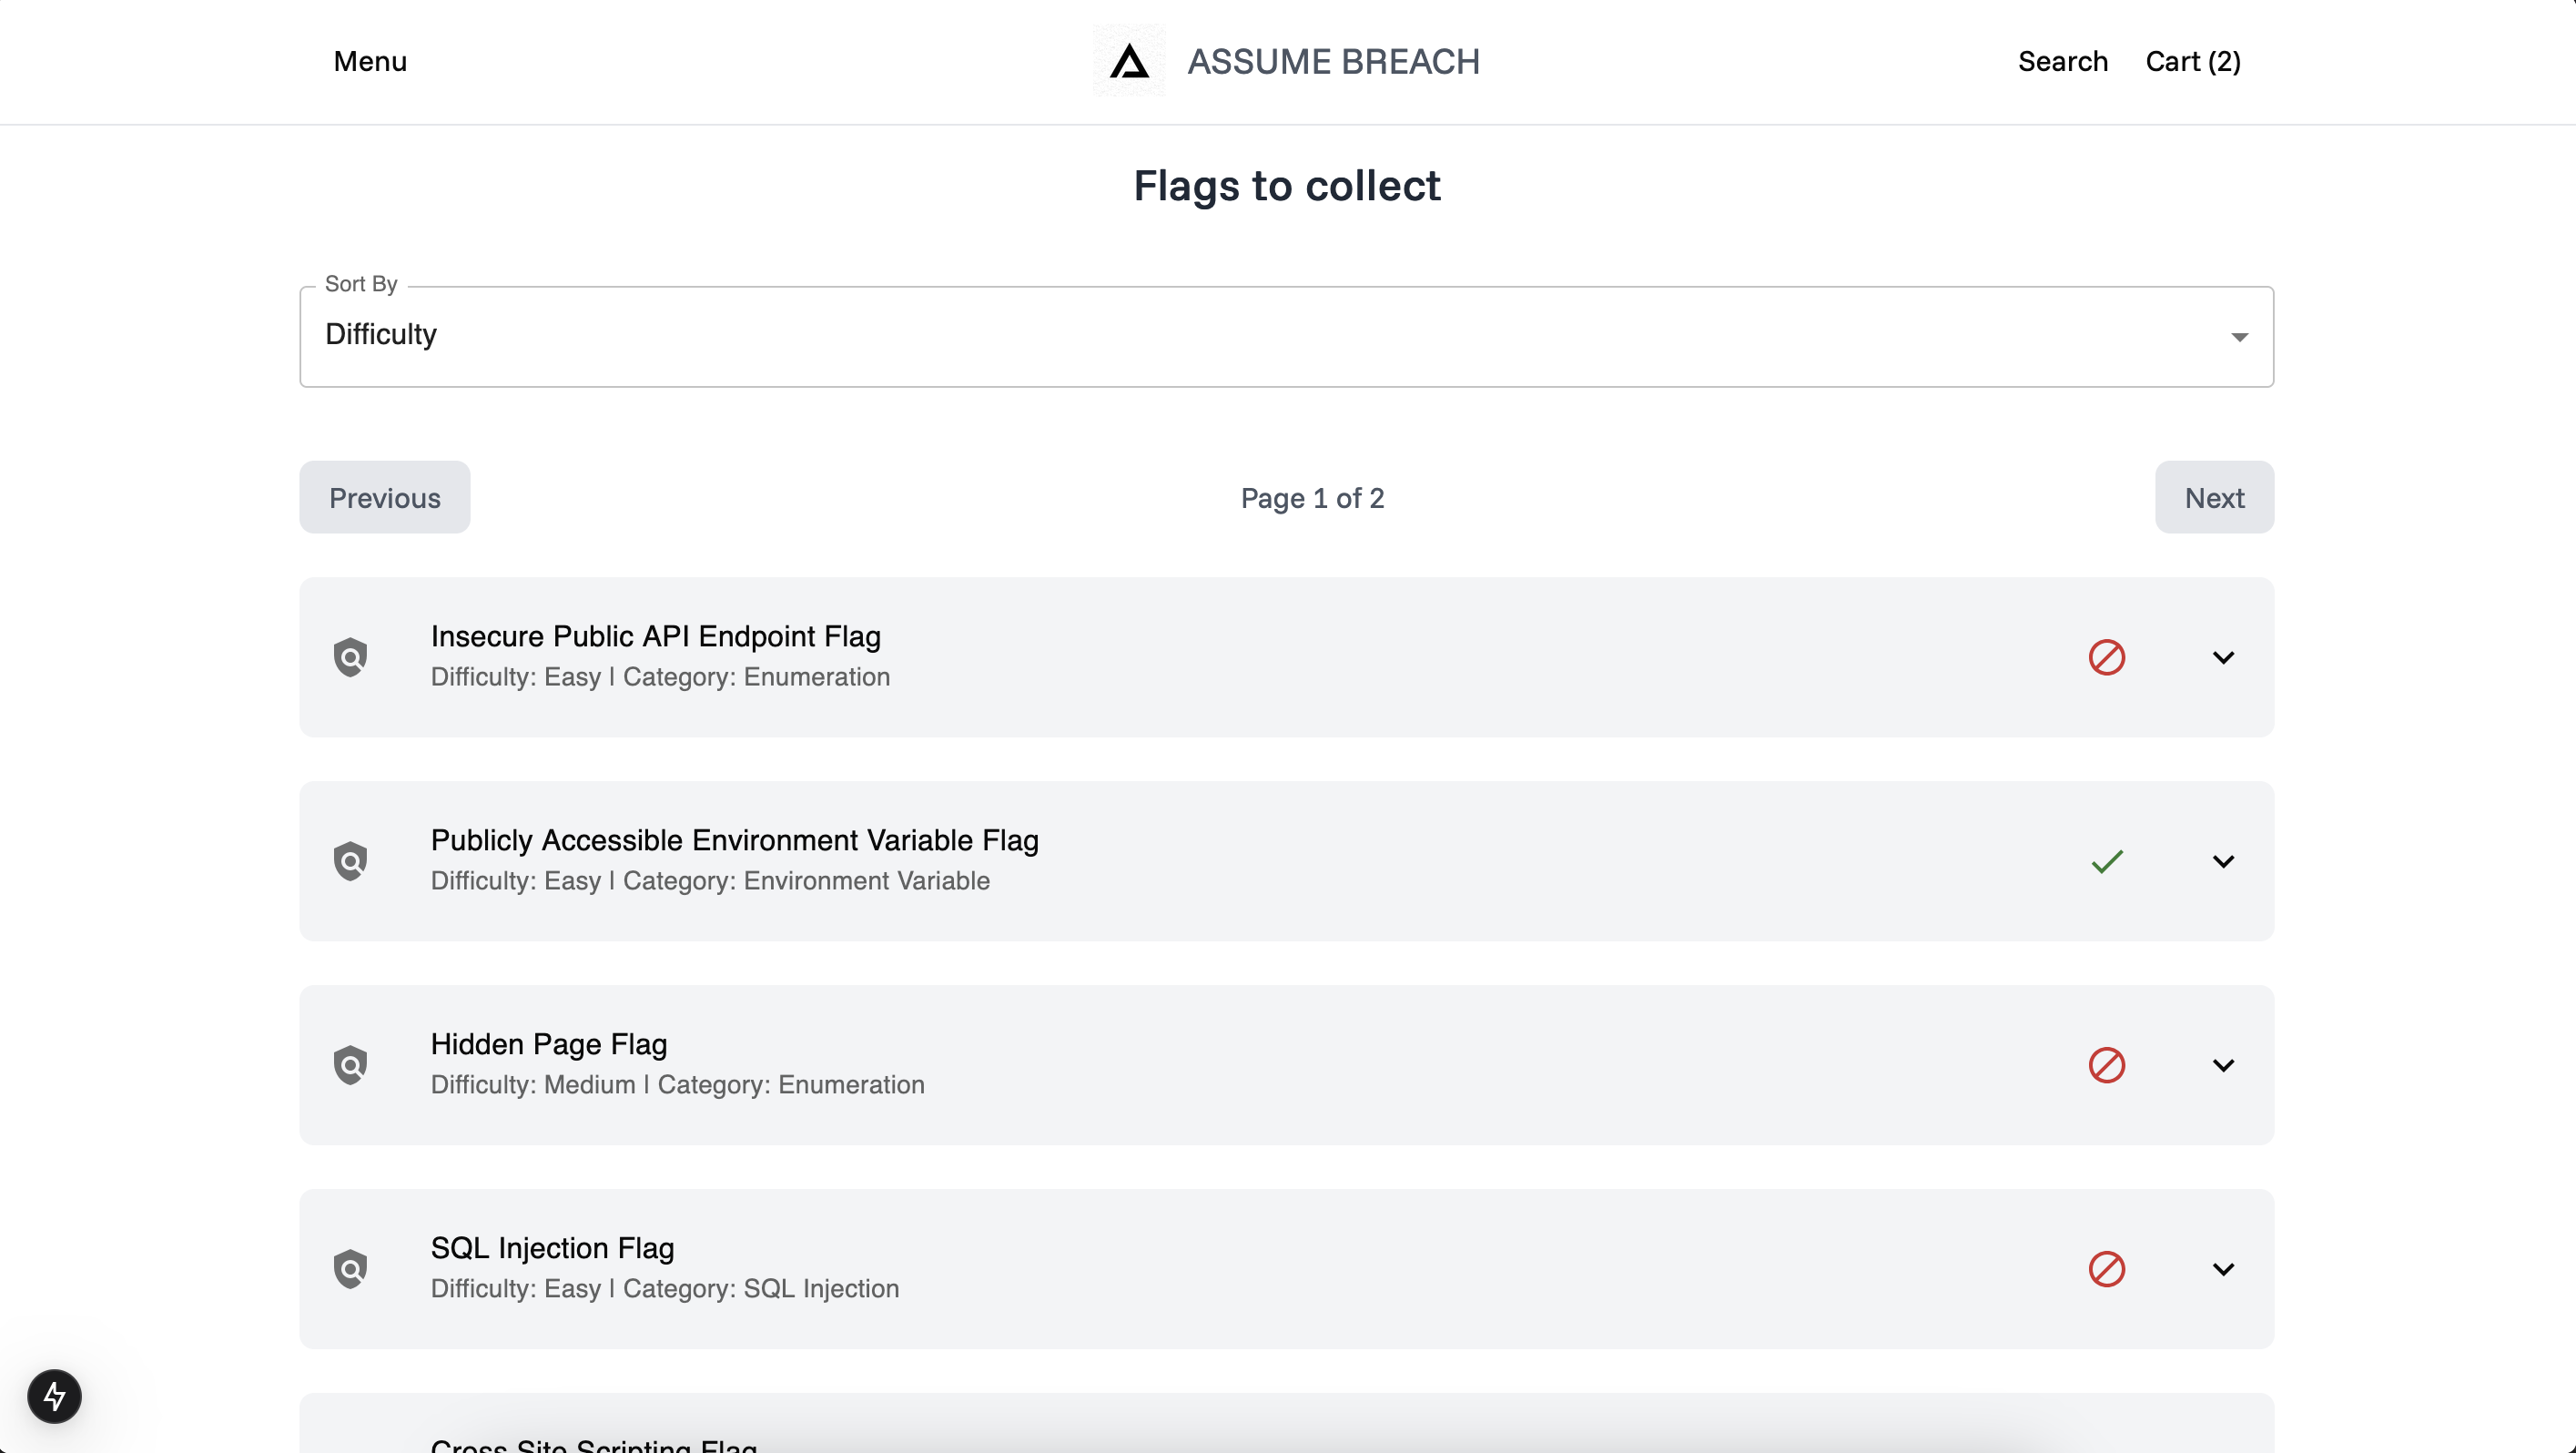 Menu
ASSUME BREACH
Search
Cart (2)
Flags to collect
Sort By
Difficulty
Previous
Page 1 of 2
Next
Insecure Public API Endpoint Flag
Difficulty: Easy | Category: Enumeration
Publicly Accessible Environment Variable Flag
Difficulty: Easy | Category: Environment Variable
Hidden Page Flag
Difficulty: Medium | Category: Enumeration
SQL Injection Flag
Difficulty: Easy | Category: SQL Injection
Cross Site Scripting Flag